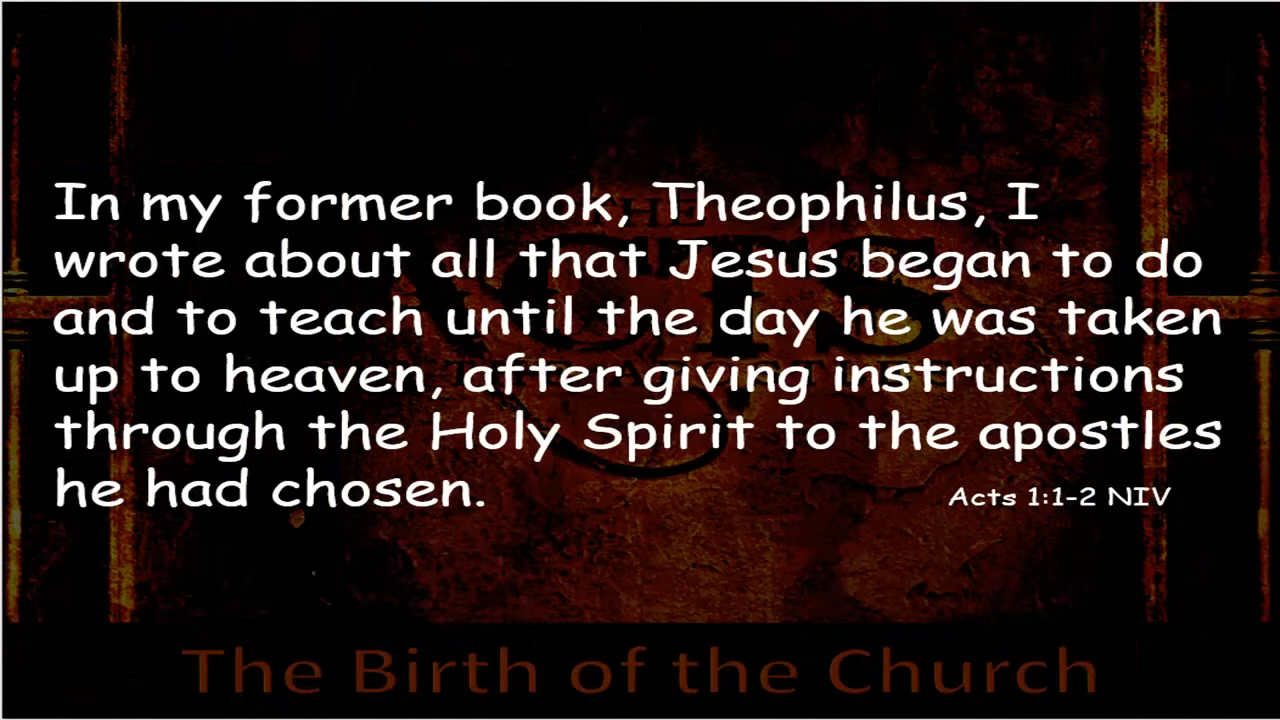 In my former book, Theophilus, I
wrote about all that Jesus began to do
and to teach until the day he was taken
up to heaven, after giving instructions
through the Holy Spirit to the apostles
he had chosen.
Acts 1:1-2 NIV
ACTS
The Birth of the Church